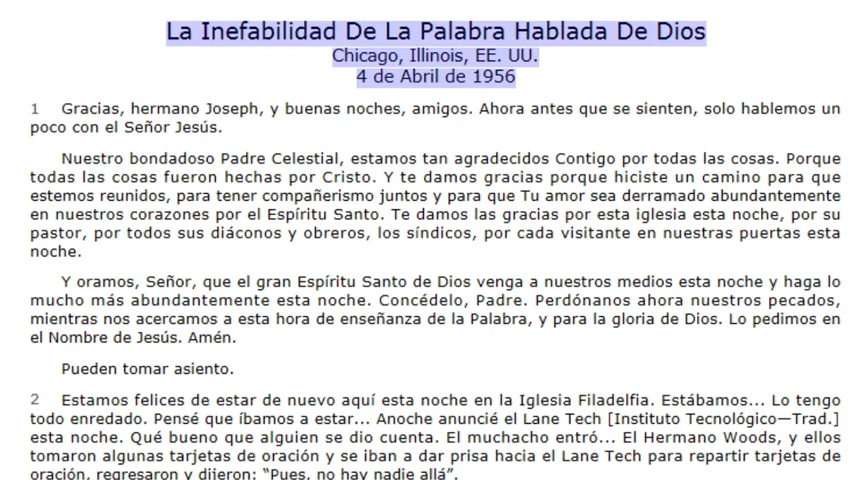 La Inefabilidad De La Palabra Hablada De Dios
Chicago, Illinois, EE. UU.
4 de Abril de 1956
1 Gracias, hermano Joseph, y buenas noches, amigos. Ahora antes que se sienten, solo hablemos un
poco con el Señor Jesús.
Nuestro bondadoso Padre Celestial, estamos tan agradecidos Contigo por todas las cosas. Porque
todas las cosas fueron hechas por Cristo. Y te damos gracias porque hiciste un camino para que
estemos reunidos, para tener compañerismo juntos y para que Tu amor sea derramado abundantemente
en nuestros corazones por el Espíritu Santo. Te damos las gracias por esta iglesia esta noche, por su
pastor, por todos sus diáconos y obreros, los síndicos, por cada visitante en nuestras puertas esta
noche.
Y oramos, Señor, que el gran Espíritu Santo de Dios venga a nuestros medios esta noche y haga lo
mucho más abundantemente esta noche. Concédelo, Padre. Perdónanos ahora nuestros pecados,
mientras nos acercamos a esta hora de enseñanza de la Palabra, y para la gloria de Dios. Lo pedimos en
el Nombre de Jesús. Amén.
Pueden tomar asiento.
2 Estamos felices de estar de nuevo aquí esta noche en la Iglesia Filadelfia. Estábamos... Lo tengo
todo enredado. Pensé que íbamos a estar... Anoche anuncié el Lane Tech [Instituto Tecnológico—Trad.]
esta noche. Qué bueno que alguien se dio cuenta. El muchacho entró... El Hermano Woods, y ellos
tomaron algunas tarjetas de oración y se iban a dar prisa hacia el Lane Tech para repartir tarjetas de
oración, regresaron y dijeron: “Pues, no hay nadie allá”.